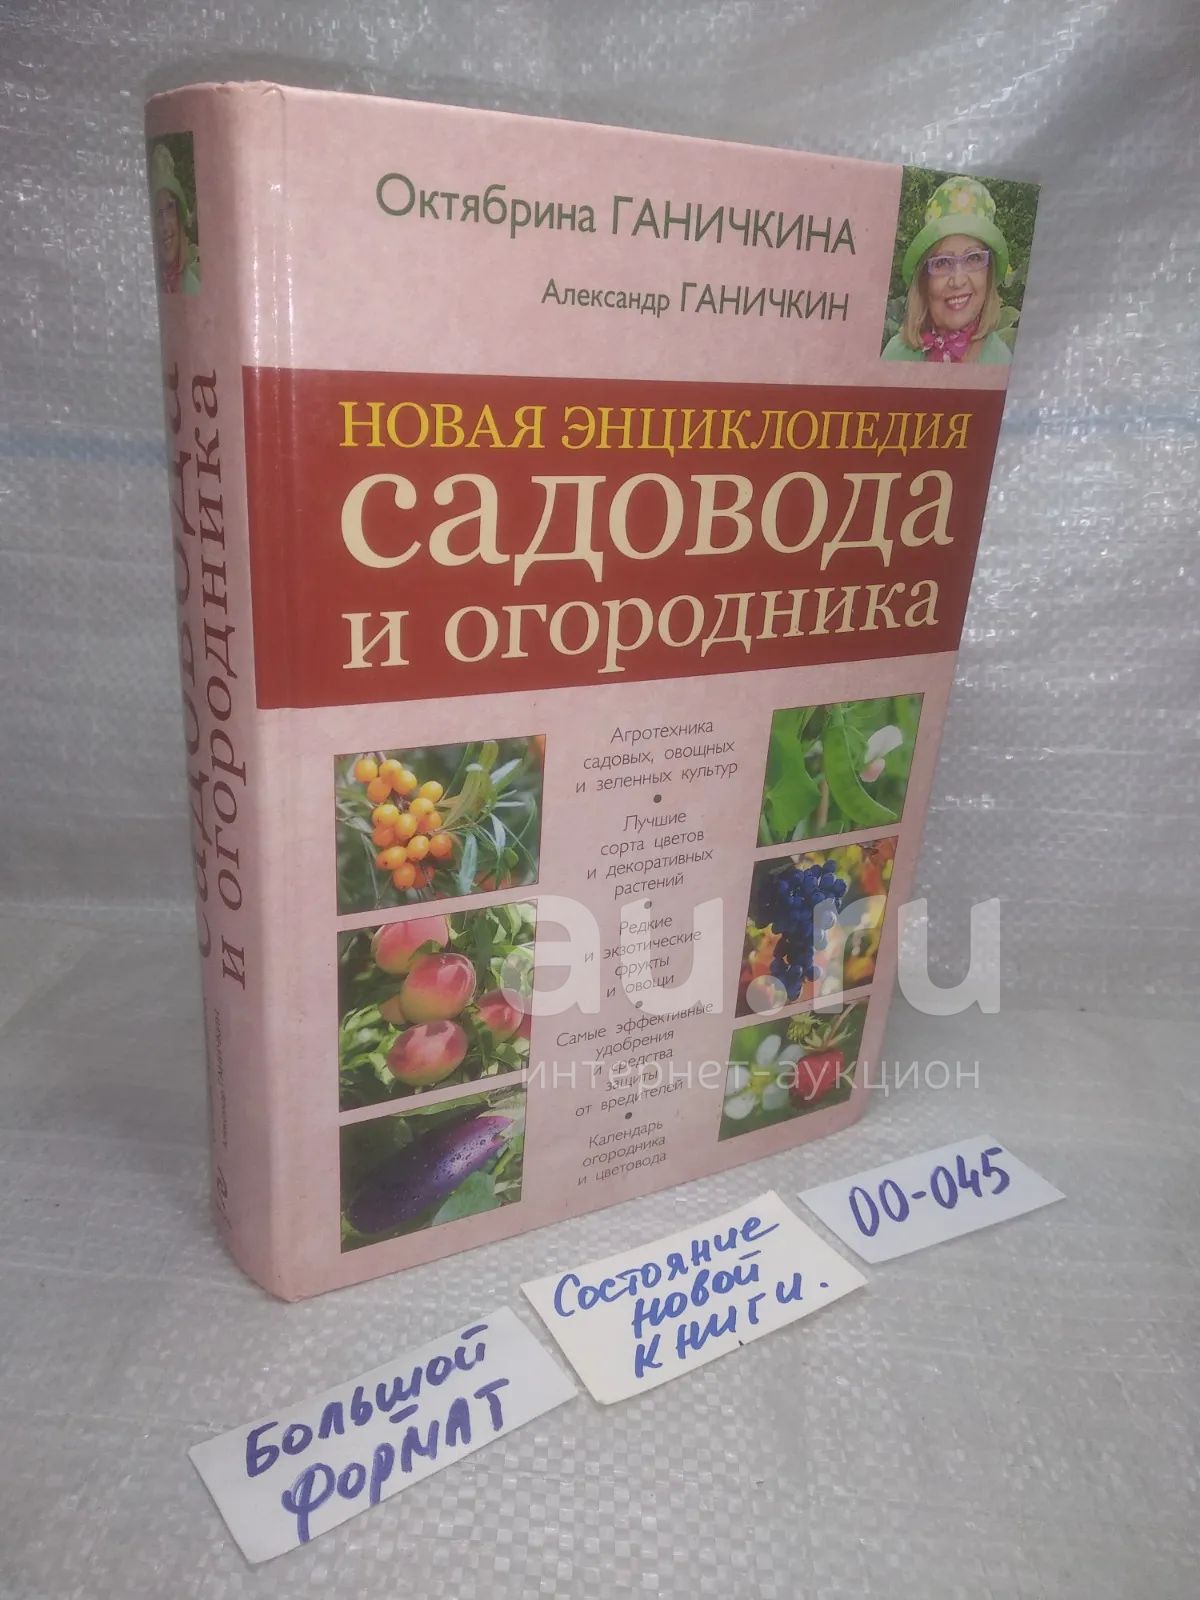 Октябрина ГАНИЧКИНА
Александр ГАНИЧКИН
НОВАЯ ЭНЦИКЛОПЕДИЯ
садовода
и огородника
Агротехника
садовых, овощных
и зеленных культур
•
Лучшие
сорта цветов
и декоративных
растений
•
Редкие
и экзотические
фрукты
и овощи
•
Самые эффективные
удобрения
и средства
защиты
от вредителей
•
Календарь
огородника
и цветовода
садовода
и огородника
Александр ГАНИЧКИН
au.ru
интернет-аукцион
00-045
Состояние
новой
книги.
Большой
формат